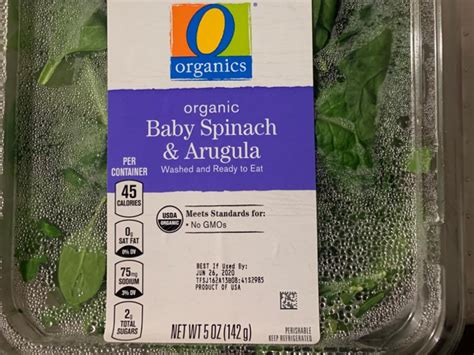 O
organics
®
organic
Baby Spinach
& Arugula
Washed and Ready to Eat
PER
CONTAINER
45
CALORIES
0g
SAT FAT
0% DV
75mg
SODIUM
3% DV
2g
TOTAL
SUGARS
USDA
ORGANIC
Meets Standards for:
• No GMOs
BEST If Used By:
JUN 26, 2020
PRODUCT OF USA
NET WT 5 OZ (142g)
PERISHABLE
KEEP REFRIGERATED